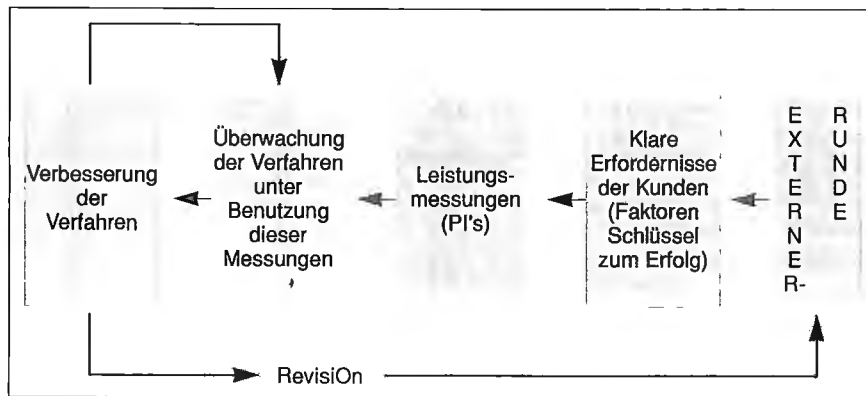 Verbesserung
der
Verfahren
Überwachung
der Verfahren
unter
Benutzung
dieser
Messungen
Leistungs-
messungen
(PI's)
Klare
Erfordernisse
der Kunden
(Faktoren
Schlüssel
zum Erfolg)
E X T E R N E R-
R U N D E
RevisiOn